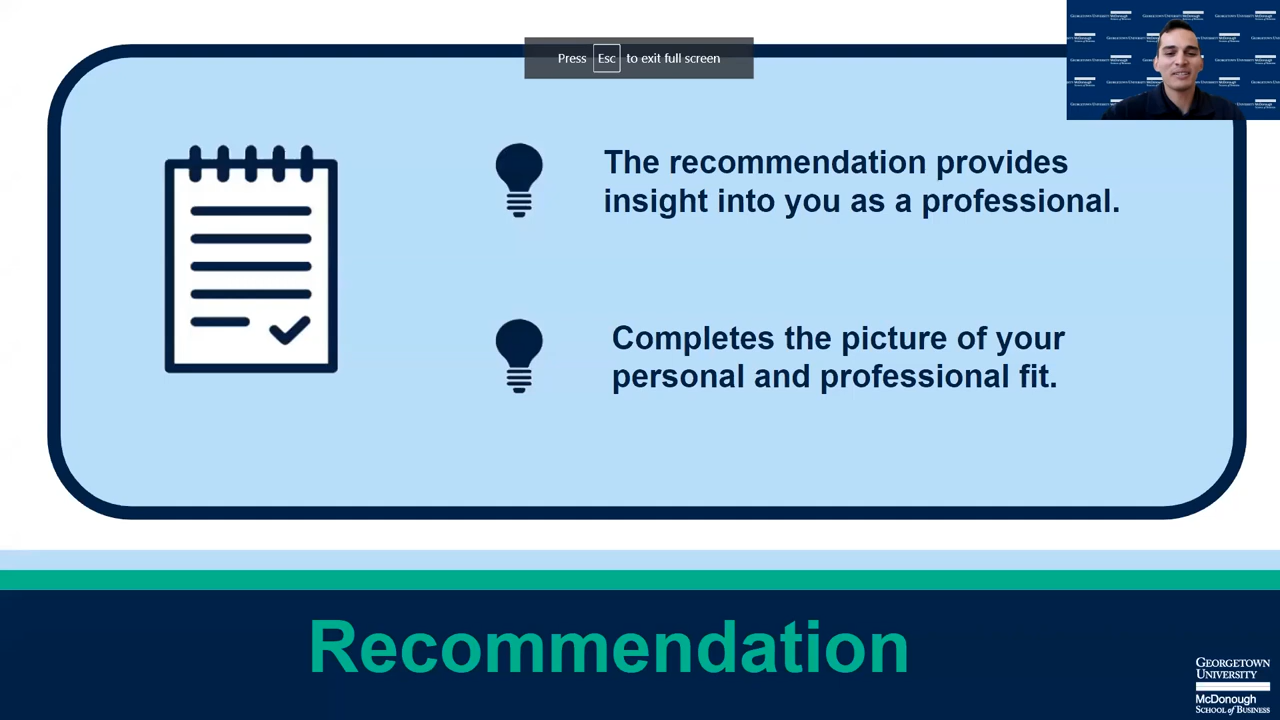 Press Esc to exit full screen
The recommendation provides
insight into you as a professional.
Completes the picture of your
personal and professional fit.
Recommendation
GEORGETOWN
UNIVERSITY
McDonough
SCHOOL of BUSINESS